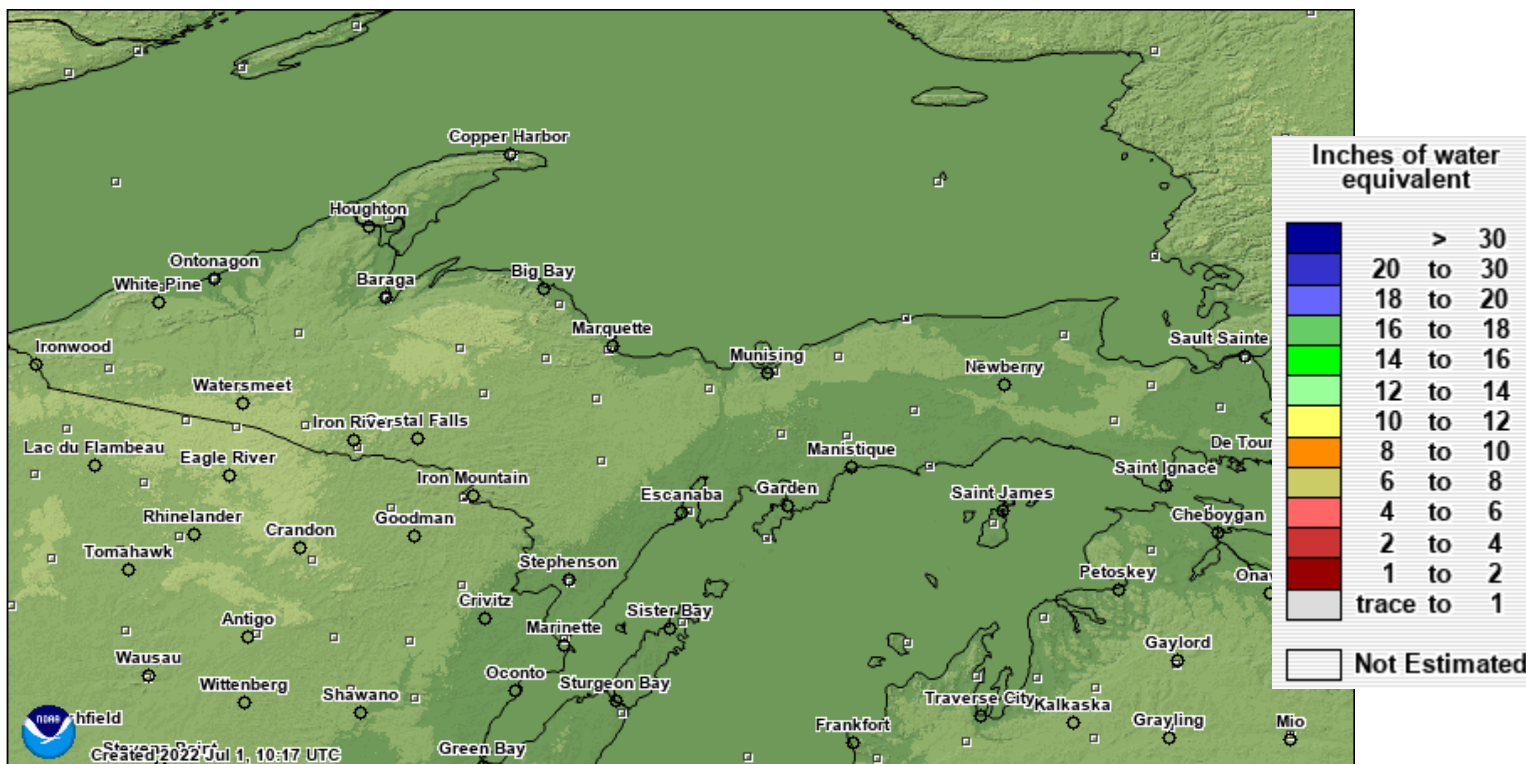 Copper Harbor
Houghton
Ontonagon
White Pine
Baraga
Big Bay
Marquette
Munising
Sault Sainte
Ironwood
Newberry
Watersmeet
Iron River
stal Falls
Lac du Flambeau
Eagle River
Manistique
De Tour
Saint Ignace
Iron Mountain
Escanaba
Garden
Saint James
Rhinelander
Crandon
Goodman
Cheboygan
Tomahawk
Stephenson
Petoskey
Onaw
Antigo
Crivitz
Sister Bay
Marinette
Gaylord
Wausau
Wittenberg
Shawano
Oconto
Sturgeon Bay
Traverse City
Kalkaska
Frankfort
Grayling
Mio
NOAA
shfield
Green Bay
Created 2022 Jul 1, 10:17 UTC
Inches of water
equivalent
> 30
20 to 30
18 to 20
16 to 18
14 to 16
12 to 14
10 to 12
8 to 10
6 to 8
4 to 6
2 to 4
1 to 2
trace to 1
Not Estimated